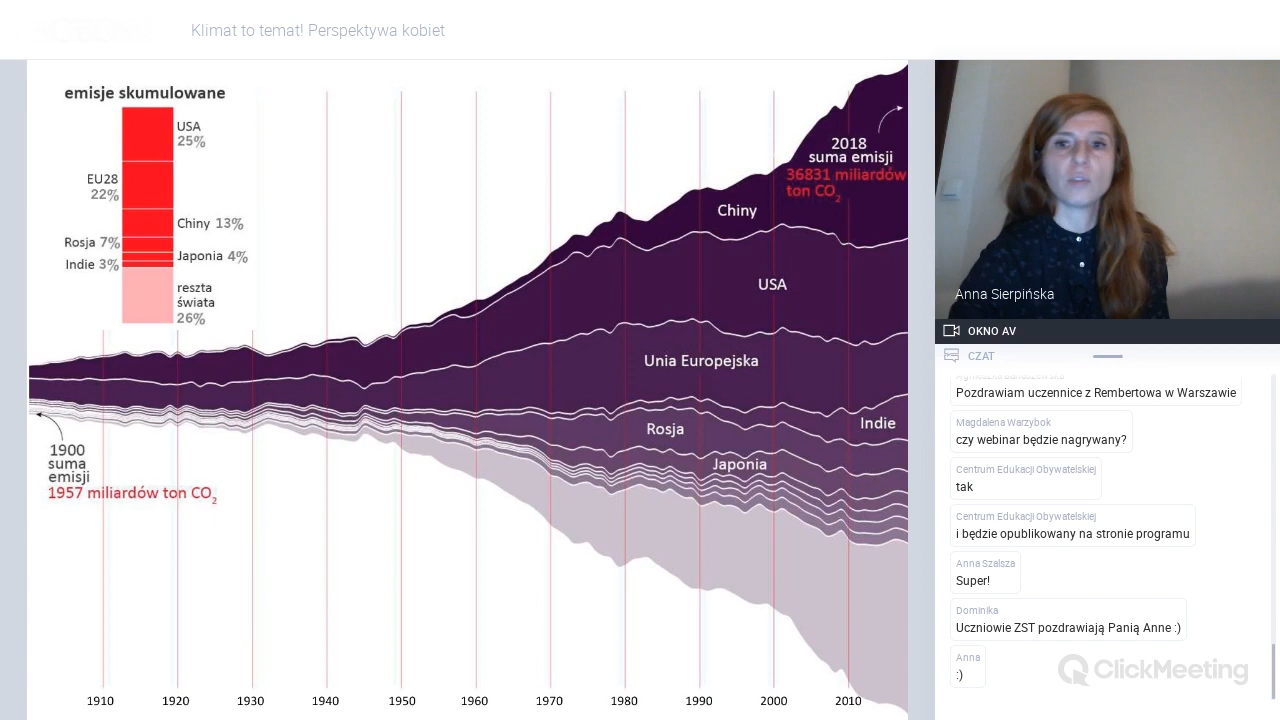 Klimat to temat! Perspektywa kobiet
emisje skumulowane
USA
25%
EU28
22%
Chiny 13%
Rosja 7%
Japonia 4%
Indie 3%
reszta
świata
26%
2018
suma emisji
36831 miliardów
ton CO2
Chiny
USA
Unia Europejska
Indie
Rosja
Japonia
1900
suma
emisji
1957 miliardów ton CO2
1910 1920 1930 1940 1950 1960 1970 1980 1990 2000 2010
Anna Sierpińska
OKNO AV
CZAT
Pozdrawiam uczennice z Rembertowa w Warszawie
Magdalena Warzybok
czy webinar będzie nagrywany?
Centrum Edukacji Obywatelskiej
tak
Centrum Edukacji Obywatelskiej
i będzie opublikowany na stronie programu
Anna Szalsza
Super!
Dominika
Uczniowie ZST pozdrawiają Panią Anne :)
Anna
:)
ClickMeeting